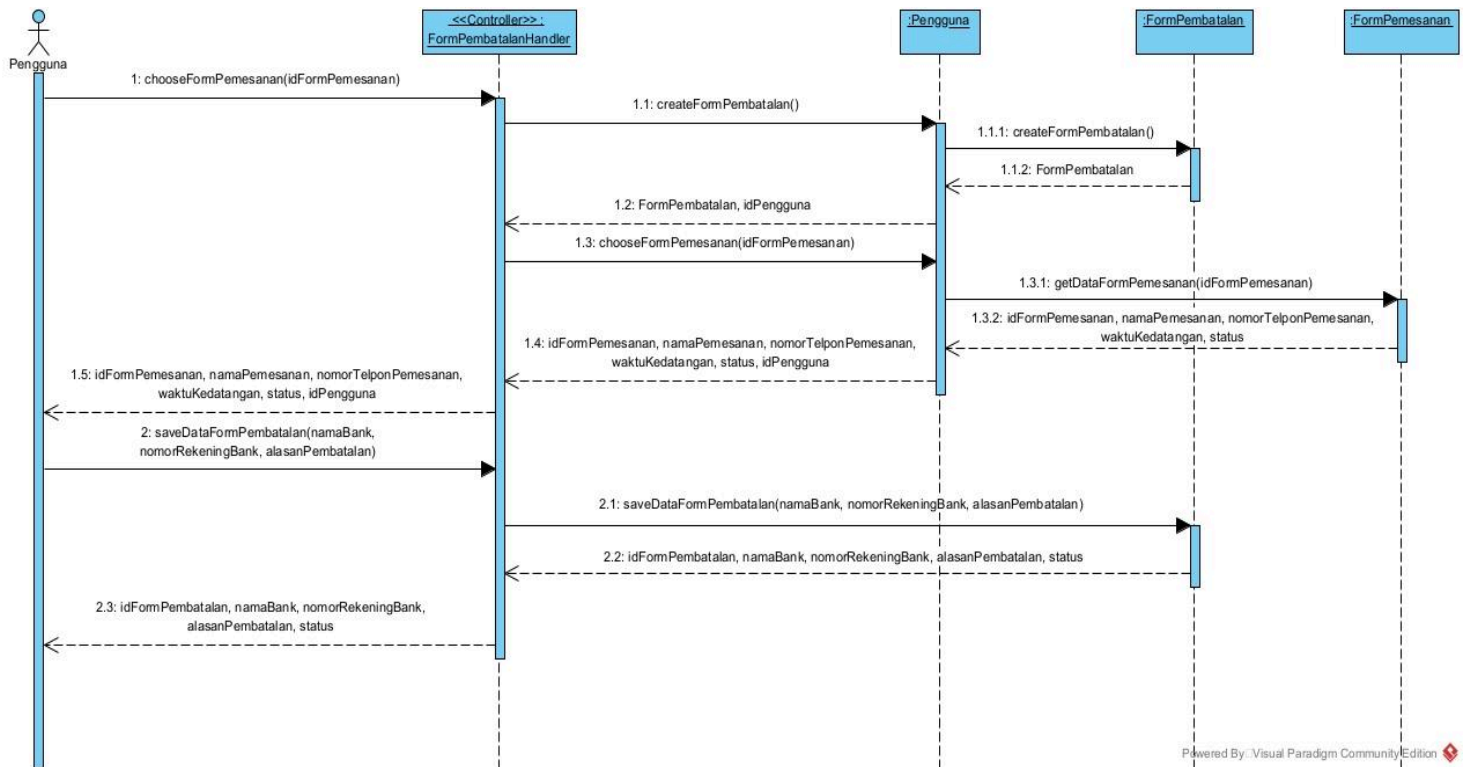 <<Controller>> :
FormPembatalanHandler
:Pengguna
:FormPembatalan
:FormPemesanan
Pengguna
1: chooseFormPemesanan(idFormPemesanan)
1.1: createFormPembatalan()
1.1.1: createFormPembatalan()
1.1.2: FormPembatalan
1.2: FormPembatalan, idPengguna
1.3: chooseFormPemesanan(idFormPemesanan)
1.3.1: getDataFormPemesanan(idFormPemesanan)
1.3.2: idFormPemesanan, namaPemesanan, nomorTelponPemesanan,
waktuKedatangan, status
1.4: idFormPemesanan, namaPemesanan, nomorTelponPemesanan,
waktuKedatangan, status, idPengguna
1.5: idFormPemesanan, namaPemesanan, nomorTelponPemesanan,
waktuKedatangan, status, idPengguna
2: saveDataFormPembatalan(namaBank,
nomorRekeningBank, alasanPembatalan)
2.1: saveDataFormPembatalan(namaBank, nomorRekeningBank, alasanPembatalan)
2.2: idFormPembatalan, namaBank, nomorRekeningBank, alasanPembatalan, status
2.3: idFormPembatalan, namaBank, nomorRekeningBank,
alasanPembatalan, status
Powered By Visual Paradigm Community Edition